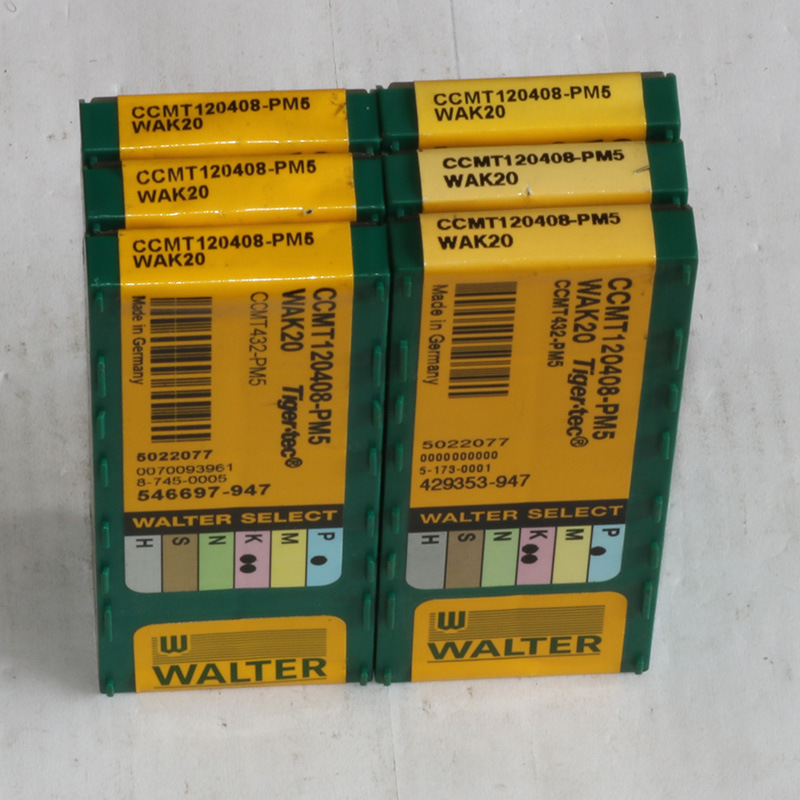 CCMT120408-PM5
WAK20
CCMT120408-PM5
WAK20
CCMT120408-PM5
WAK20
CCMT120408-PM5
WAK20
Tiger·tec®
CCMT432-PM5
Made in Germany
5022077
0070093961
8-745-0005
546697-947
WALTER SELECT
H S N K M P
W
WALTER
CCMT120408-PM5
WAK20
CCMT120408-PM5
WAK20
CCMT120408-PM5
WAK20
CCMT120408-PM5
WAK20 Tiger·tec®
CCMT432-PM5
Made in Germany
5022077
0000000000
5-173-0001
429353-947
WALTER SELECT
H S N K M P
W
WALTER